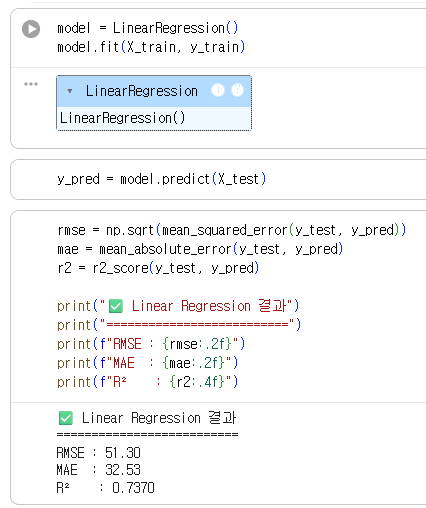 model = LinearRegression()
model.fit(X_train, y_train)
LinearRegression
LinearRegression()
y_pred = model.predict(X_test)
rmse = np.sqrt(mean_squared_error(y_test, y_pred))
mae = mean_absolute_error(y_test, y_pred)
r2 = r2_score(y_test, y_pred)
print("✅ Linear Regression 결과")
print("==========================")
print(f"RMSE : {rmse:.2f}")
print(f"MAE  : {mae:.2f}")
print(f"R²   : {r2:.4f}")
✅ Linear Regression 결과
==========================
RMSE : 51.30
MAE  : 32.53
R²   : 0.7370